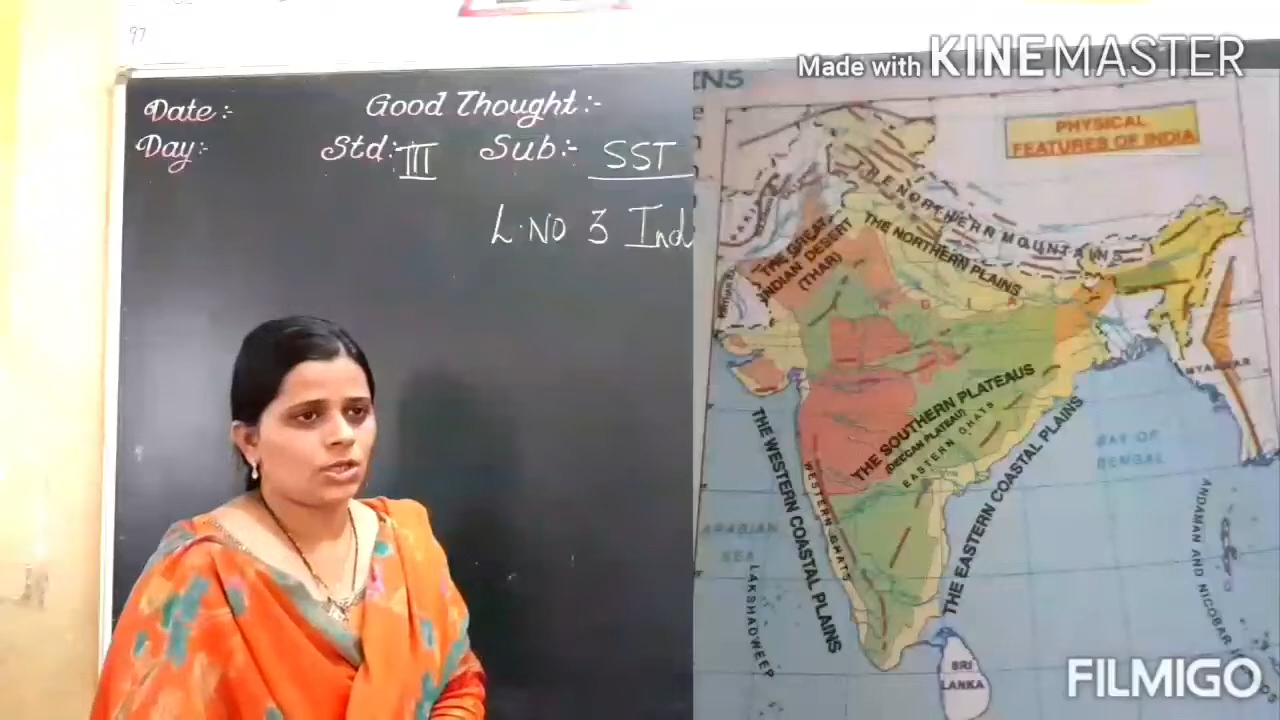 97
Made with KINEMASTER
Date:-
Good Thought:-
Day:-
Std:- III
Sub:- SST
L.NO 3 Ind
INS
PHYSICAL
FEATURES OF INDIA
THE NORTHERN MOUNTAINS
THE GREAT
INDIAN DESERT
(THAR)
THE NORTHERN PLAINS
I N D I A
MYANMAR
THE SOUTHERN PLATEAUS
(DECCAN PLATEAU)
EASTERN GHATS
WESTERN GHATS
THE WESTERN COASTAL PLAINS
THE EASTERN COASTAL PLAINS
BAY OF
BENGAL
ARABIAN
SEA
LAKSHADWEEP
ANDAMAN AND NICOBAR
SRI
LANKA
FILMIGO